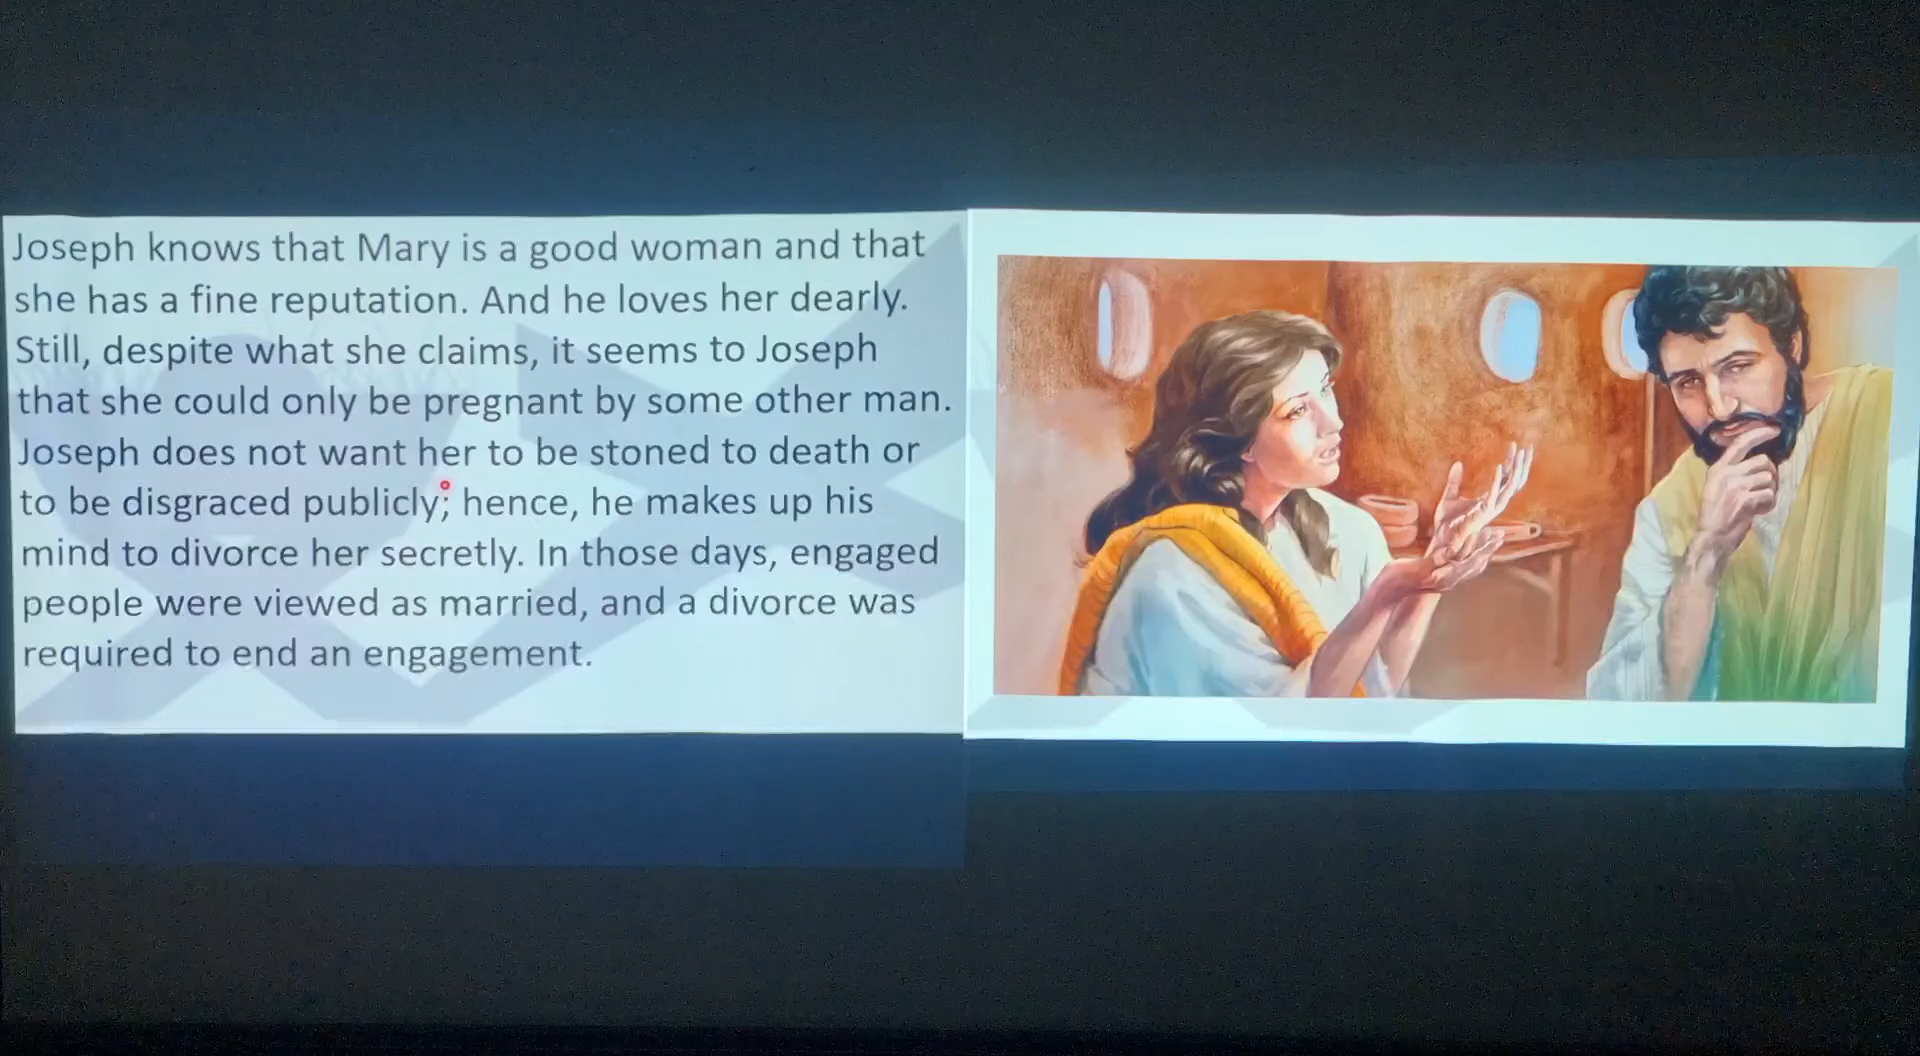 Joseph knows that Mary is a good woman and that
she has a fine reputation. And he loves her dearly.
Still, despite what she claims, it seems to Joseph
that she could only be pregnant by some other man.
Joseph does not want her to be stoned to death or
to be disgraced publicly; hence, he makes up his
mind to divorce her secretly. In those days, engaged
people were viewed as married, and a divorce was
required to end an engagement.